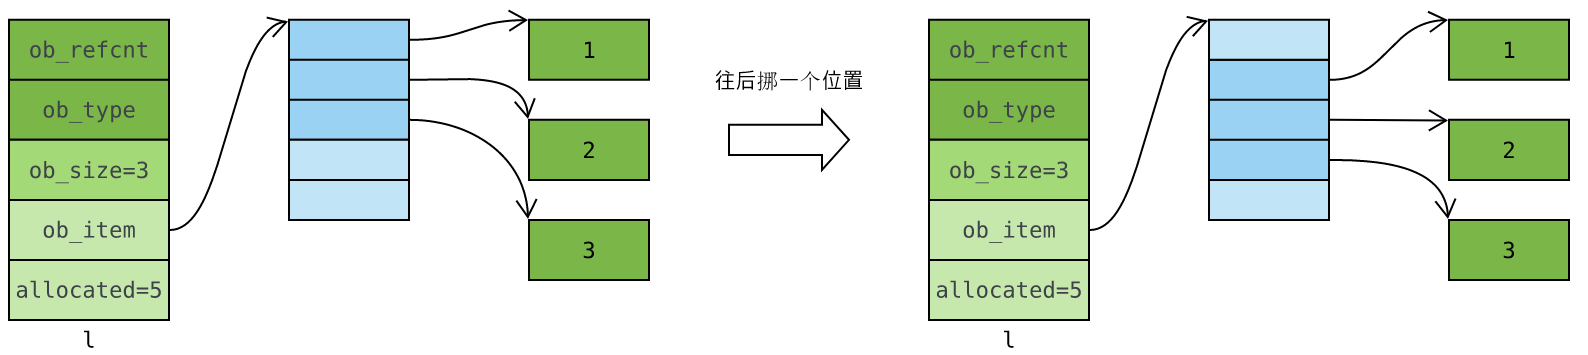 ob_refcnt
ob_type
ob_size=3
ob_item
allocated=5
l
1
2
3
往后挪一个位置
ob_refcnt
ob_type
ob_size=3
ob_item
allocated=5
l
1
2
3